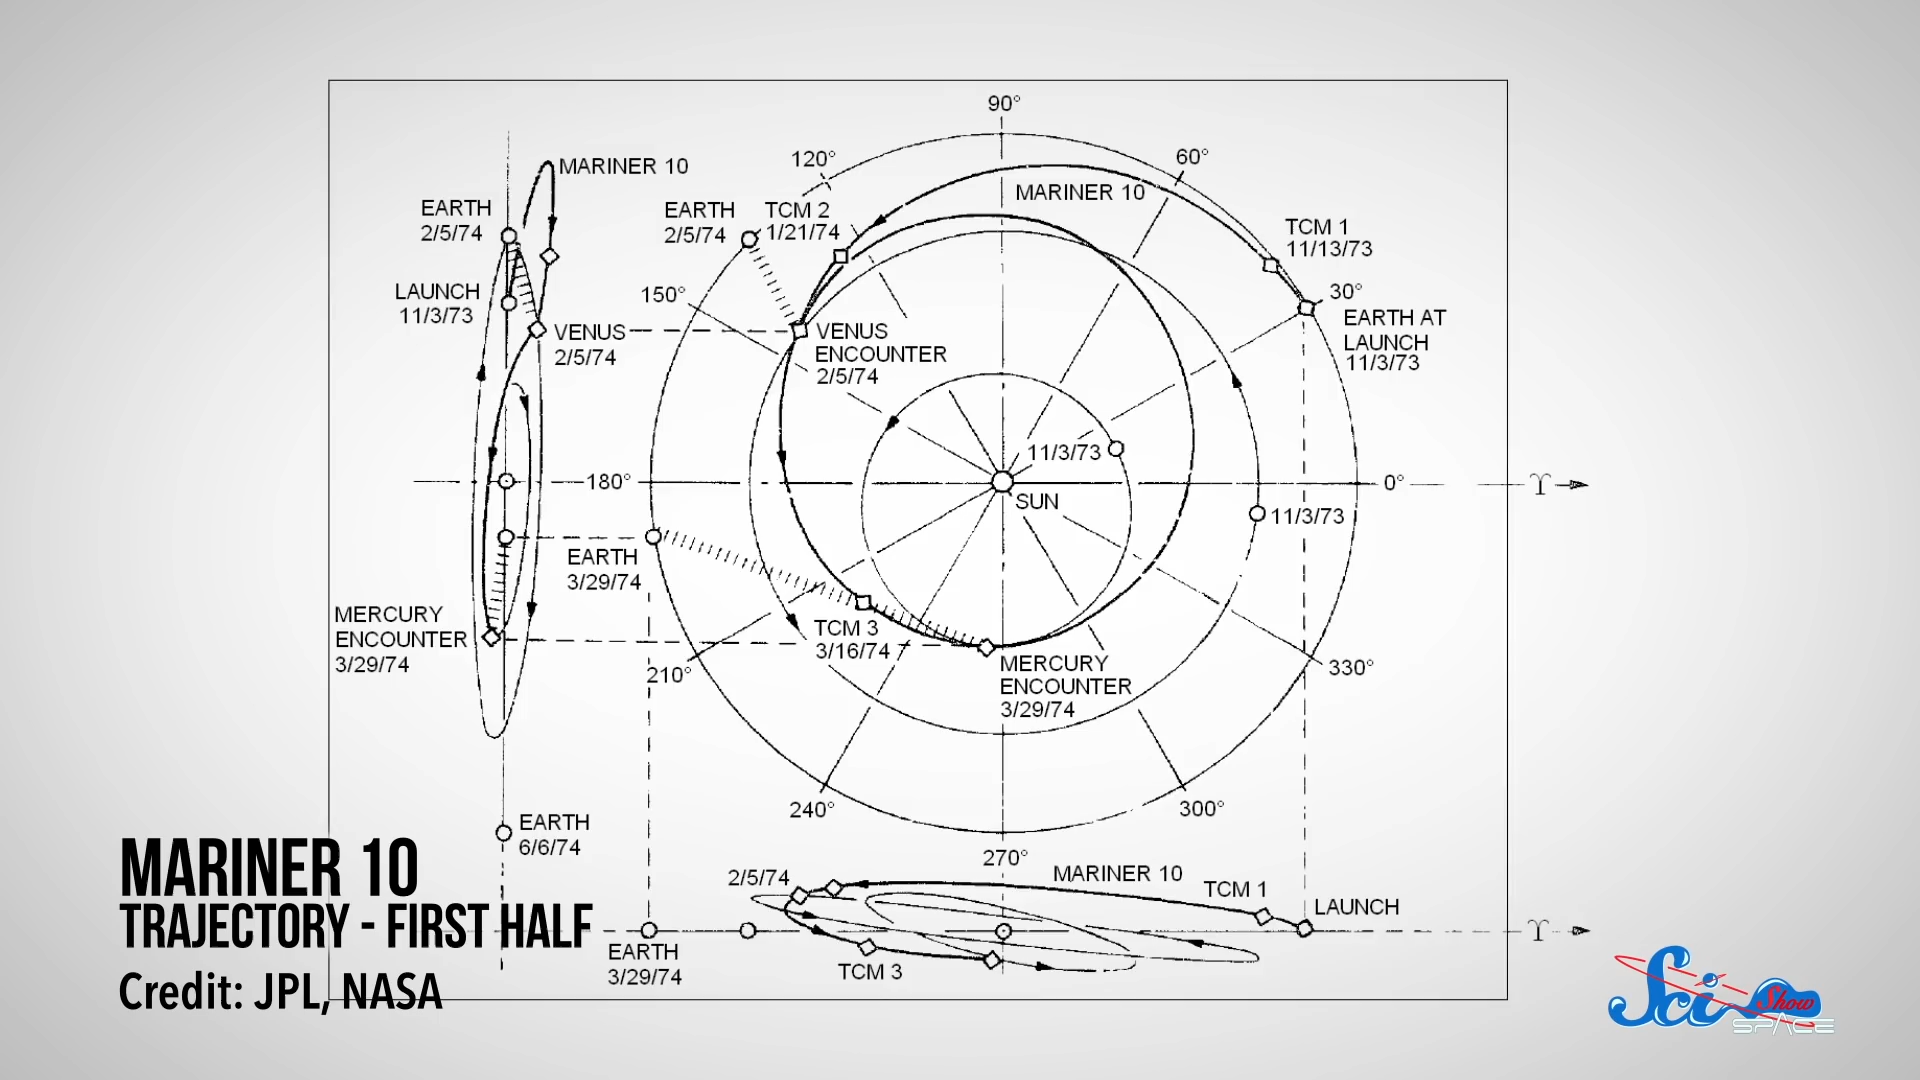 90°
120°
60°
MARINER 10
MARINER 10
EARTH
2/5/74
EARTH
2/5/74
TCM 2
1/21/74
TCM 1
11/13/73
LAUNCH
11/3/73
150°
30°
EARTH AT
LAUNCH
11/3/73
VENUS
2/5/74
VENUS
ENCOUNTER
2/5/74
11/3/73
180°
SUN
0°
♈
11/3/73
EARTH
3/29/74
MERCURY
ENCOUNTER
3/29/74
TCM 3
3/16/74
210°
MERCURY
ENCOUNTER
3/29/74
330°
240°
300°
EARTH
6/6/74
270°
2/5/74
MARINER 10
TCM 1
LAUNCH
♈
EARTH
3/29/74
TCM 3
MARINER 10
TRAJECTORY - FIRST HALF
Credit: JPL, NASA
Sci Show
SPACE